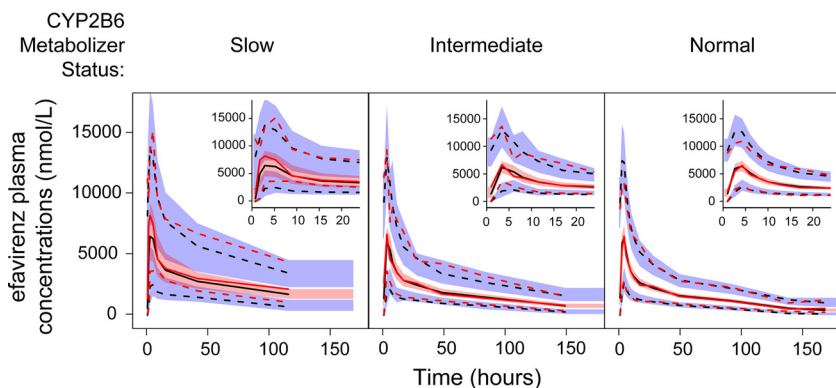 CYP2B6
Metabolizer
Status:
Slow
Intermediate
Normal
efavirenz plasma
concentrations (nmol/L)
15000
10000
5000
0
15000
10000
5000
0
0 5 10 15 20
15000
10000
5000
0
0 5 10 15 20
15000
10000
5000
0
0 5 10 15 20
0 50 100 150
0 50 100 150
0 50 100 150
Time (hours)